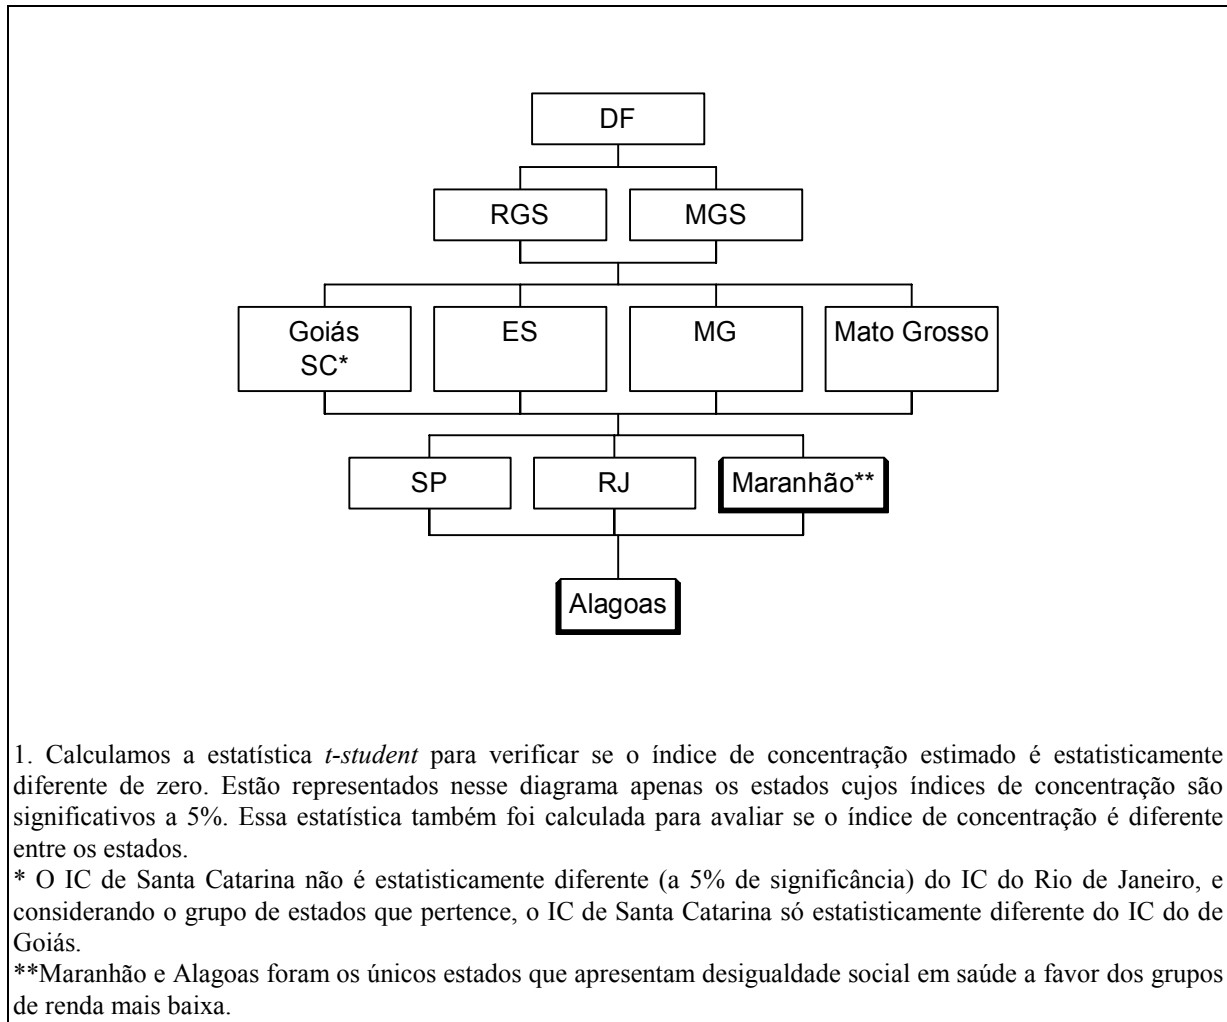 DF
RGS
MGS
Goiás
SC*
ES
MG
Mato Grosso
SP
RJ
Maranhão**
Alagoas
1. Calculamos a estatística t-student para verificar se o índice de concentração estimado é estatisticamente
diferente de zero. Estão representados nesse diagrama apenas os estados cujos índices de concentração são
significativos a 5%. Essa estatística também foi calculada para avaliar se o índice de concentração é diferente
entre os estados.
* O IC de Santa Catarina não é estatisticamente diferente (a 5% de significância) do IC do Rio de Janeiro, e
considerando o grupo de estados que pertence, o IC de Santa Catarina só estatisticamente diferente do IC do de
Goiás.
**Maranhão e Alagoas foram os únicos estados que apresentam desigualdade social em saúde a favor dos grupos
de renda mais baixa.